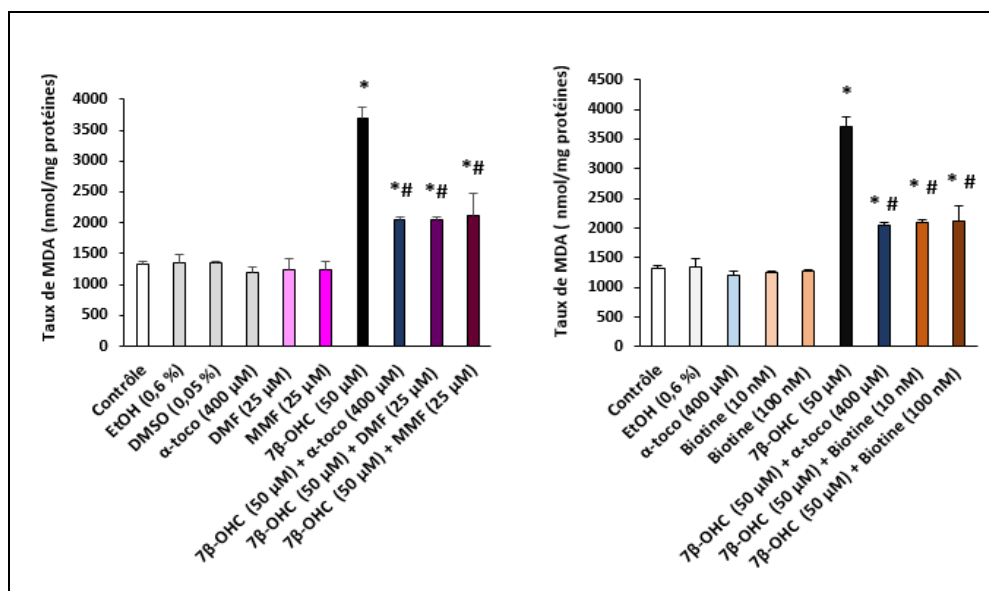 Taux de MDA (nmol/mg protéines)
4000
3500
3000
2500
2000
1500
1000
500
0
*
*#
*#
*#
Contrôle
EtOH (0,6 %)
DMSO (0,05 %)
α-toco (400 µM)
DMF (25 µM)
MMF (25 µM)
7β-OHC (50 µM)
7β-OHC (50 µM) + α-toco (400 µM)
7β-OHC (50 µM) + DMF (25 µM)
7β-OHC (50 µM) + MMF (25 µM)
Taux de MDA ( nmol/mg protéines)
4500
4000
3500
3000
2500
2000
1500
1000
500
0
*
* #
* #
* #
Contrôle
EtOH (0,6 %)
α-toco (400 µM)
Biotine (10 nM)
Biotine (100 nM)
7β-OHC (50 µM)
7β-OHC (50 µM) + α-toco (400 µM)
7β-OHC (50 µM) + Biotine (10 nM)
7β-OHC (50 µM) + Biotine (100 nM)